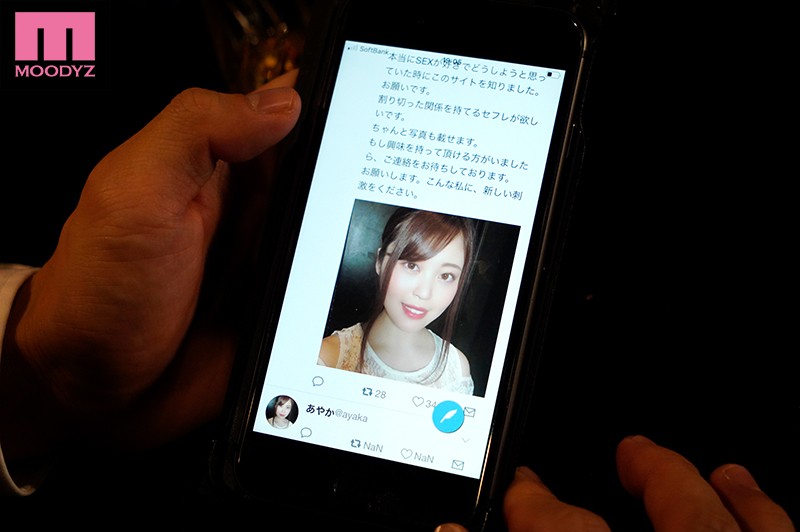 MOODYZ
SoftBank
本当にSEXが好きでどうしようと思っ
ていた時にこのサイトを知りました。
お願いです。
割り切った関係を持てるセフレが欲し
いです。
ちゃんと写真も載せます。
もし興味を持って頂ける方がいました
ら、ご連絡をお待ちしております。
お願いします。こんな私に、新しい刺
激をください。
28
34
あやか@ayaka
NaN
NaN